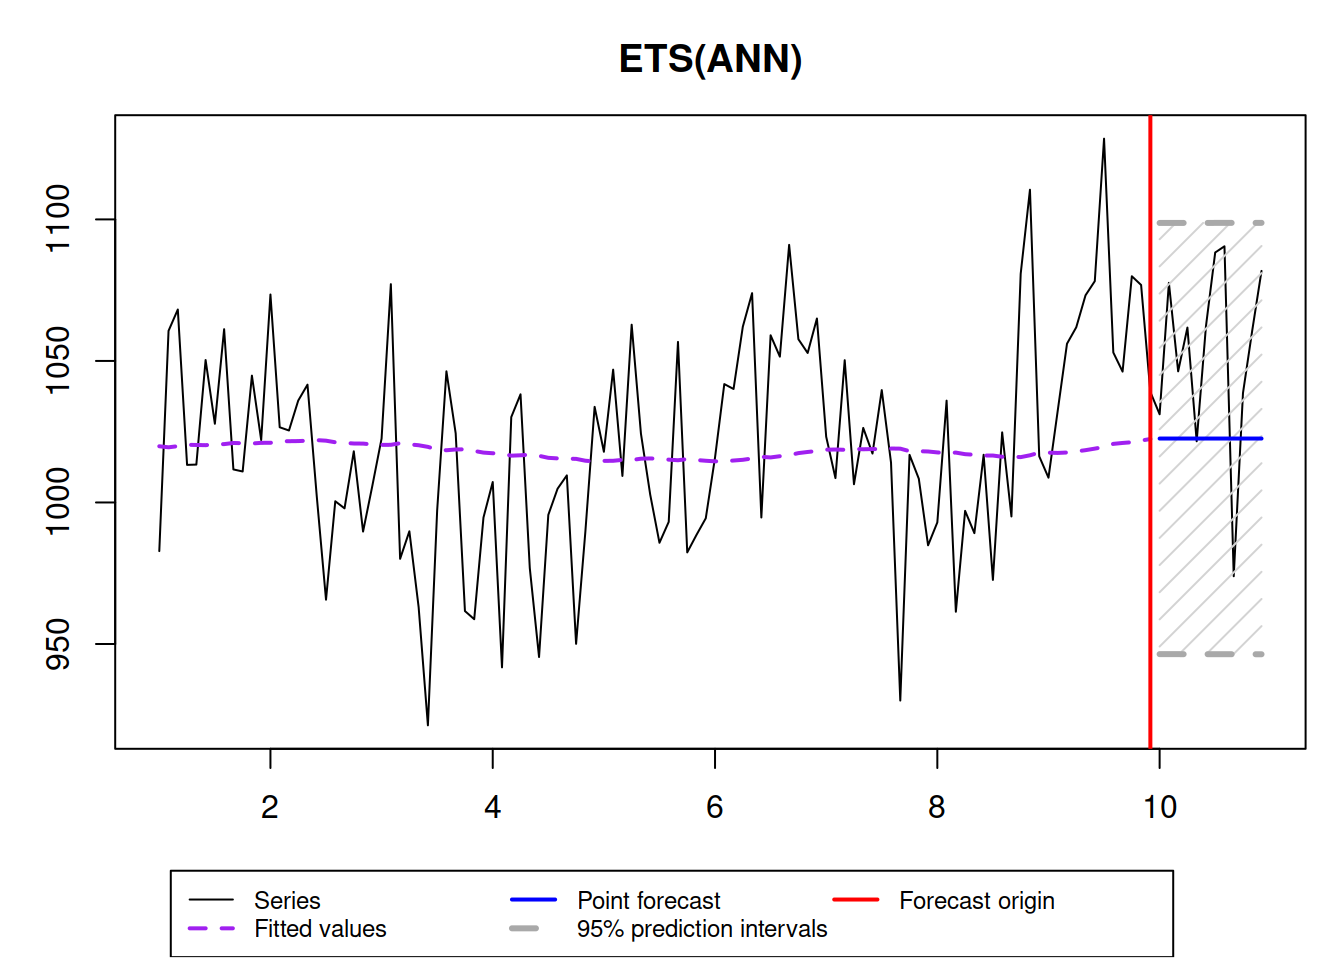 ETS(ANN)
1100
1050
1000
950
2 4 6 8 10
Series Point forecast Forecast origin
Fitted values 95% prediction intervals